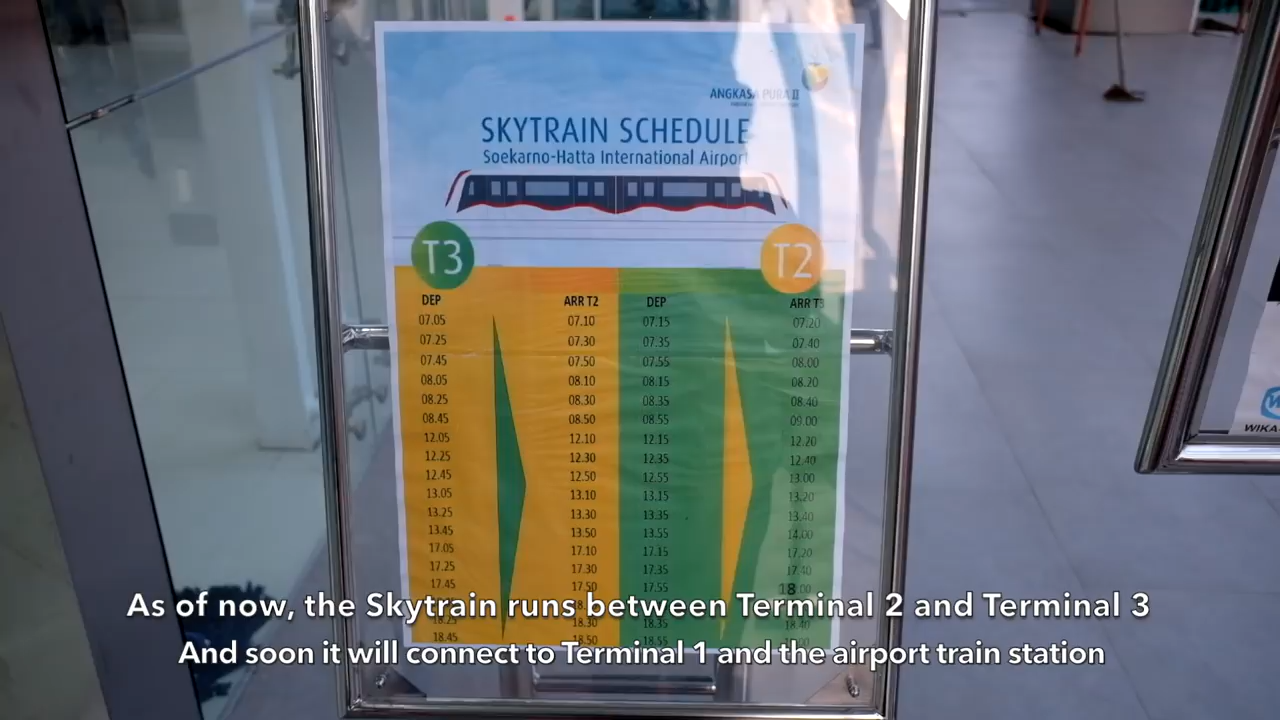 ANGKASA PURA II
SKYTRAIN SCHEDULE
Soekarno-Hatta International Airport
T3 T2
DEP ARR T2 DEP ARR T3
07.05 07.10 07.15 07.20
07.25 07.30 07.35 07.40
07.45 07.50 07.55 08.00
08.05 08.10 08.15 08.20
08.25 08.30 08.35 08.40
08.45 08.50 08.55 09.00
12.05 12.10 12.15 12.20
12.25 12.30 12.35 12.40
12.45 12.50 12.55 13.00
13.05 13.10 13.15 13.20
13.25 13.30 13.35 13.40
13.45 13.50 13.55 14.00
17.05 17.10 17.15 17.20
17.25 17.30 17.35 17.40
17.45 17.50 17.55 18.00
As of now, the Skytrain runs between Terminal 2 and Terminal 3
18.25 18.30 18.35 18.40
18.45 18.50 18.55
And soon it will connect to Terminal 1 and the airport train station
WIKA